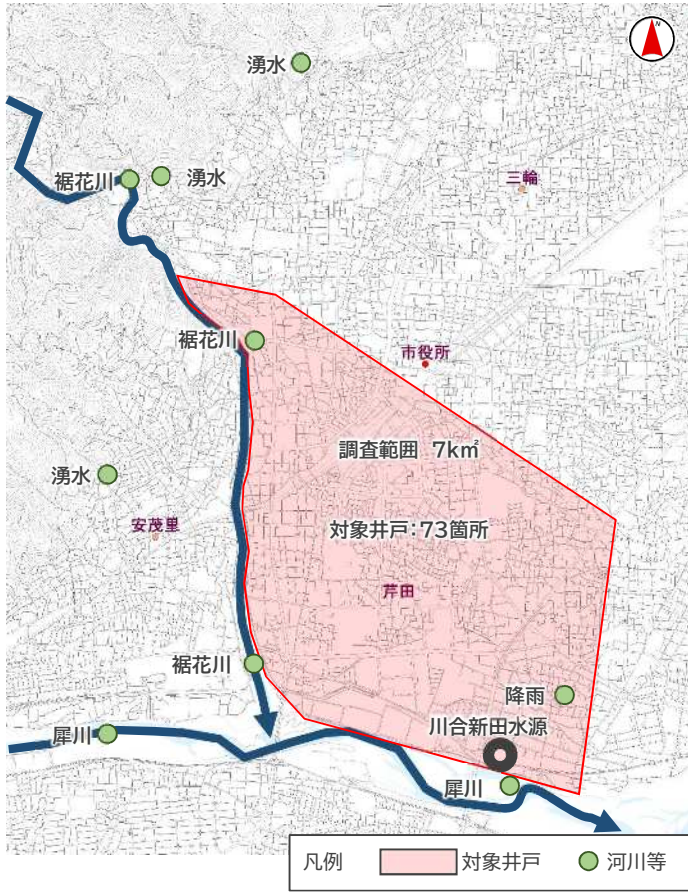 湧水
裾花川
湧水
三輪
裾花川
市役所
調査範囲 7k㎡
湧水
対象井戸:73箇所
安茂里
芹田
裾花川
降雨
川合新田水源
犀川
犀川
凡例 対象井戸 河川等